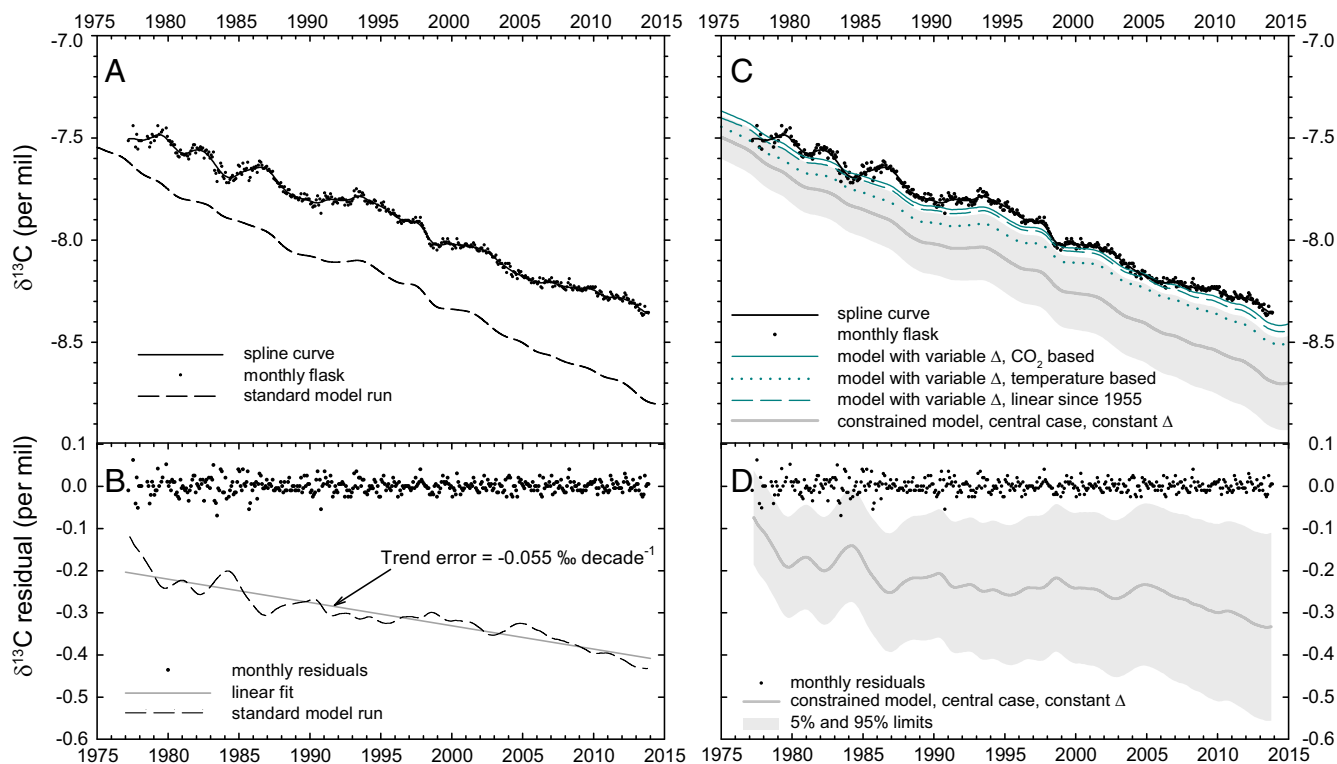 1975 1980 1985 1990 1995 2000 2005 2010 2015
1975 1980 1985 1990 1995 2000 2005 2010 2015
-7.0
-7.5
-8.0
-8.5
δ¹³C (per mil)
A
spline curve
monthly flask
standard model run
C
-7.0
-7.5
-8.0
-8.5
spline curve
monthly flask
model with variable Δ, CO₂ based
model with variable Δ, temperature based
model with variable Δ, linear since 1955
constrained model, central case, constant Δ
0.1
0.0
-0.1
-0.2
-0.3
-0.4
-0.5
-0.6
δ¹³C residual (per mil)
B
Trend error = -0.055 ‰ decade⁻¹
monthly residuals
linear fit
standard model run
D
monthly residuals
constrained model, central case, constant Δ
5% and 95% limits
0.1
0.0
-0.1
-0.2
-0.3
-0.4
-0.5
-0.6
1975 1980 1985 1990 1995 2000 2005 2010 2015
1975 1980 1985 1990 1995 2000 2005 2010 2015